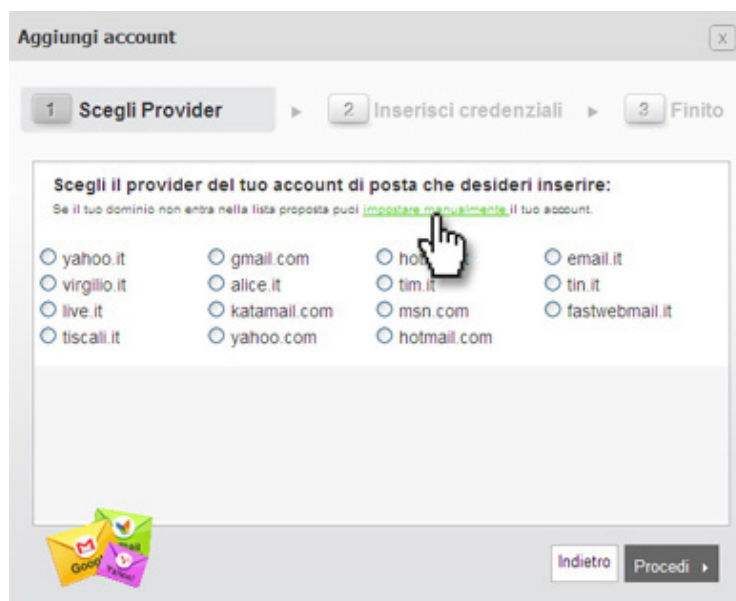 Aggiungi account
x
1 Scegli Provider ▸ 2 Inserisci credenziali ▸ 3 Finito
Scegli il provider del tuo account di posta che desideri inserire:
Se il tuo dominio non entra nella lista proposta puoi impostare manualmente il tuo account.
yahoo.it gmail.com email.it
virgilio.it alice.it tim.it tin.it
live.it katamail.com msn.com fastwebmail.it
tiscali.it yahoo.com hotmail.com
Indietro Procedi ▸